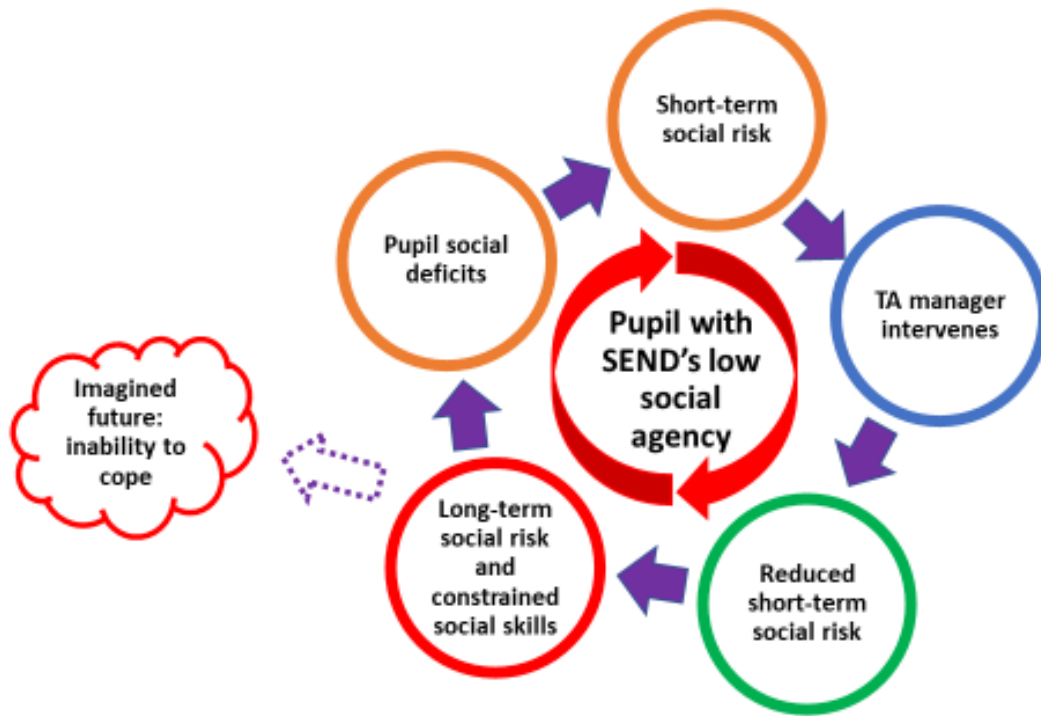 Short-term
social risk
Pupil social
deficits
TA manager
intervenes
Pupil with
SEND's low
social
agency
Imagined
future:
inability to
cope
Long-term
social risk
and
constrained
social skills
Reduced
short-term
social risk